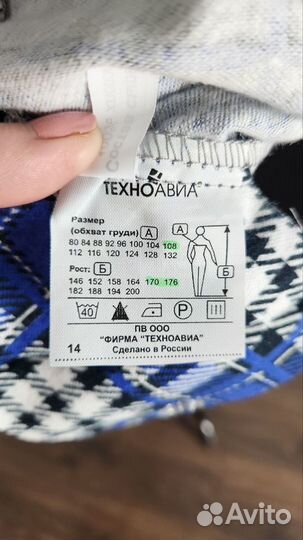 ТЕХНОАВИА
Размер
(обхват груди) А
80 84 88 92 96 100 104 108
112 116 120 124 128 132
Рост: Б
146 152 158 164 170 176
182 188 194 200
А
Б
40
ПВ ООО
"ФИРМА "ТЕХНОАВИА"
14 Сделано в России
Avito